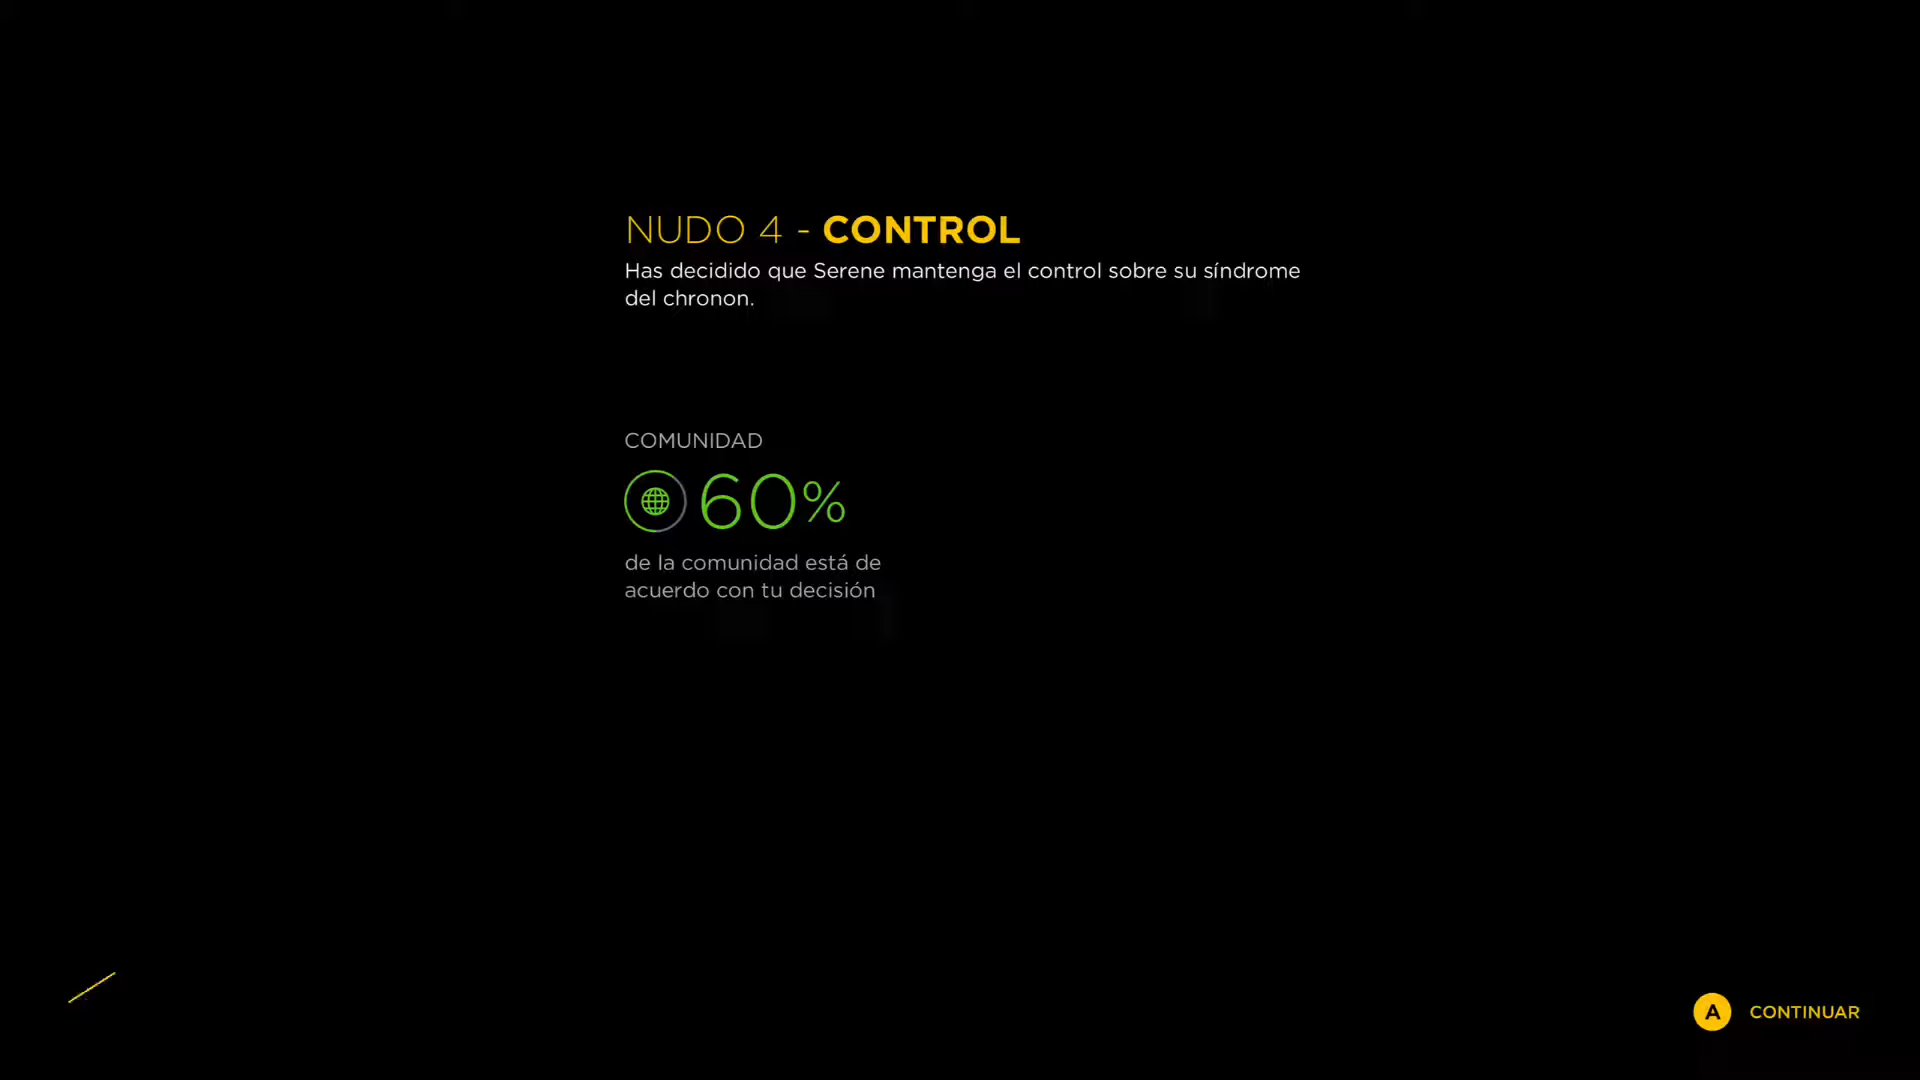 NUDO 4 - CONTROL
Has decidido que Serene mantenga el control sobre su síndrome
del chronon.
COMUNIDAD
60%
de la comunidad está de
acuerdo con tu decisión
A CONTINUAR